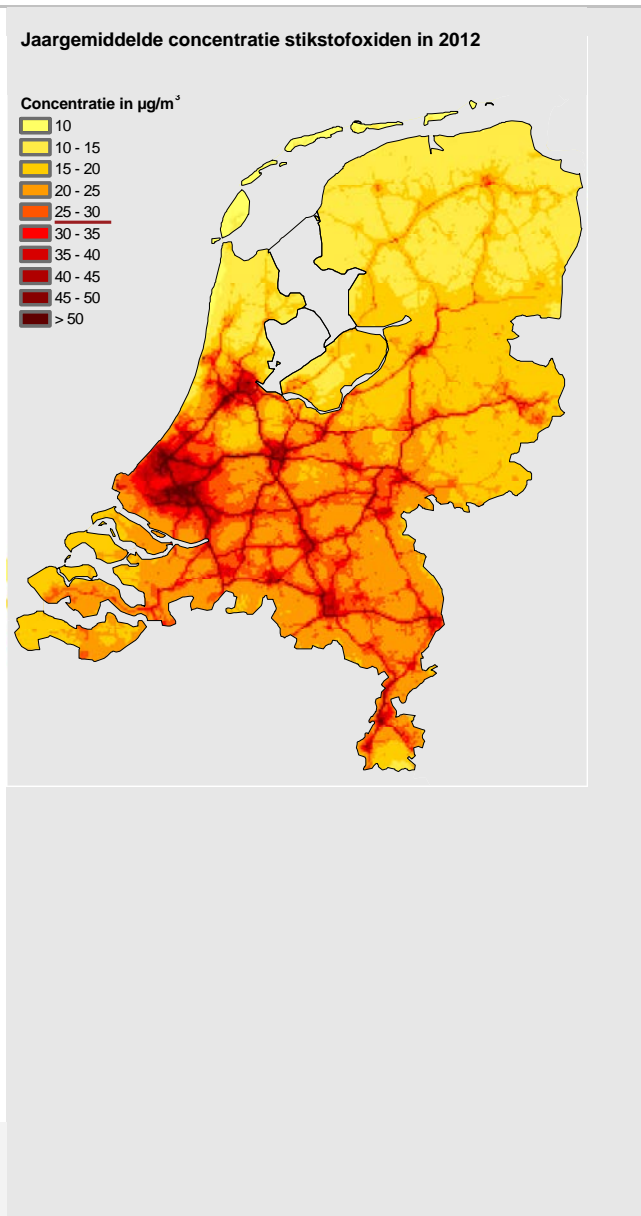 Jaargemiddelde concentratie stikstofoxiden in 2012
Concentratie in µg/m³
10
10 - 15
15 - 20
20 - 25
25 - 30
30 - 35
35 - 40
40 - 45
45 - 50
> 50